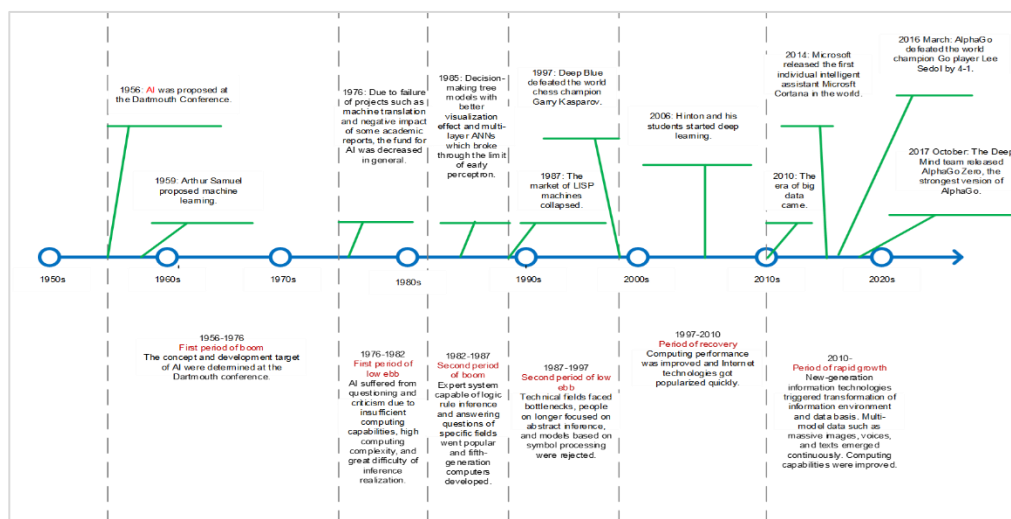 1956: AI was proposed at
the Dartmouth Conference.
1959: Arthur Samuel
proposed machine
learning.
1976: Due to failure of
projects such as
machine translation
and negative impact
of some academic
reports, the fund for
AI was decreased in
general.
1985: Decision-
making tree models
with better
visualization
effect and multi-
layer ANNs
which broke
through the limit
of early
perceptron.
1987: The
market of LISP
machines
collapsed.
1997: Deep Blue
defeated the world
chess champion
Garry Kasparov.
2006: Hinton and his
students started deep
learning.
2010: The
era of big
data
came.
2014: Microsoft
released the first
individual intelligent
assistant Microsft
Cortana in the world.
2016 March: AlphaGo
defeated the world
champion Go player Lee
Sedol by 4-1.
2017 October: The Deep
Mind team released
AlphaGo Zero, the
strongest version of
AlphaGo.
1950s
1960s
1970s
1980s
1990s
2000s
2010s
2020s
1956-1976
First period of boom
The concept and development target
of AI were determined at the
Dartmouth conference.
1976-1982
First period of
low ebb
AI suffered from
questioning and
criticism due to
insufficient
computing
capabilities, high
computing
complexity, and
great difficulty of
inference
realization.
1982-1987
Second period
of boom
Expert system
capable of logic
rule inference
and answering
questions of
specific fields
went popular
and fifth-
generation
computers
developed.
1987-1997
Second period of low
ebb
Technical fields faced
bottlenecks, people
on longer focused on
abstract inference,
and models based on
symbol processing
were rejected.
1997-2010
Period of recovery
Computing performance
was improved and Internet
technologies got
popularized quickly.
2010-
Period of rapid growth
New-generation
information technologies
triggered transformation of
information environment
and data basis. Multi-
model data such as
massive images, voices,
and texts emerged
continuously. Computing
capabilities were improved.